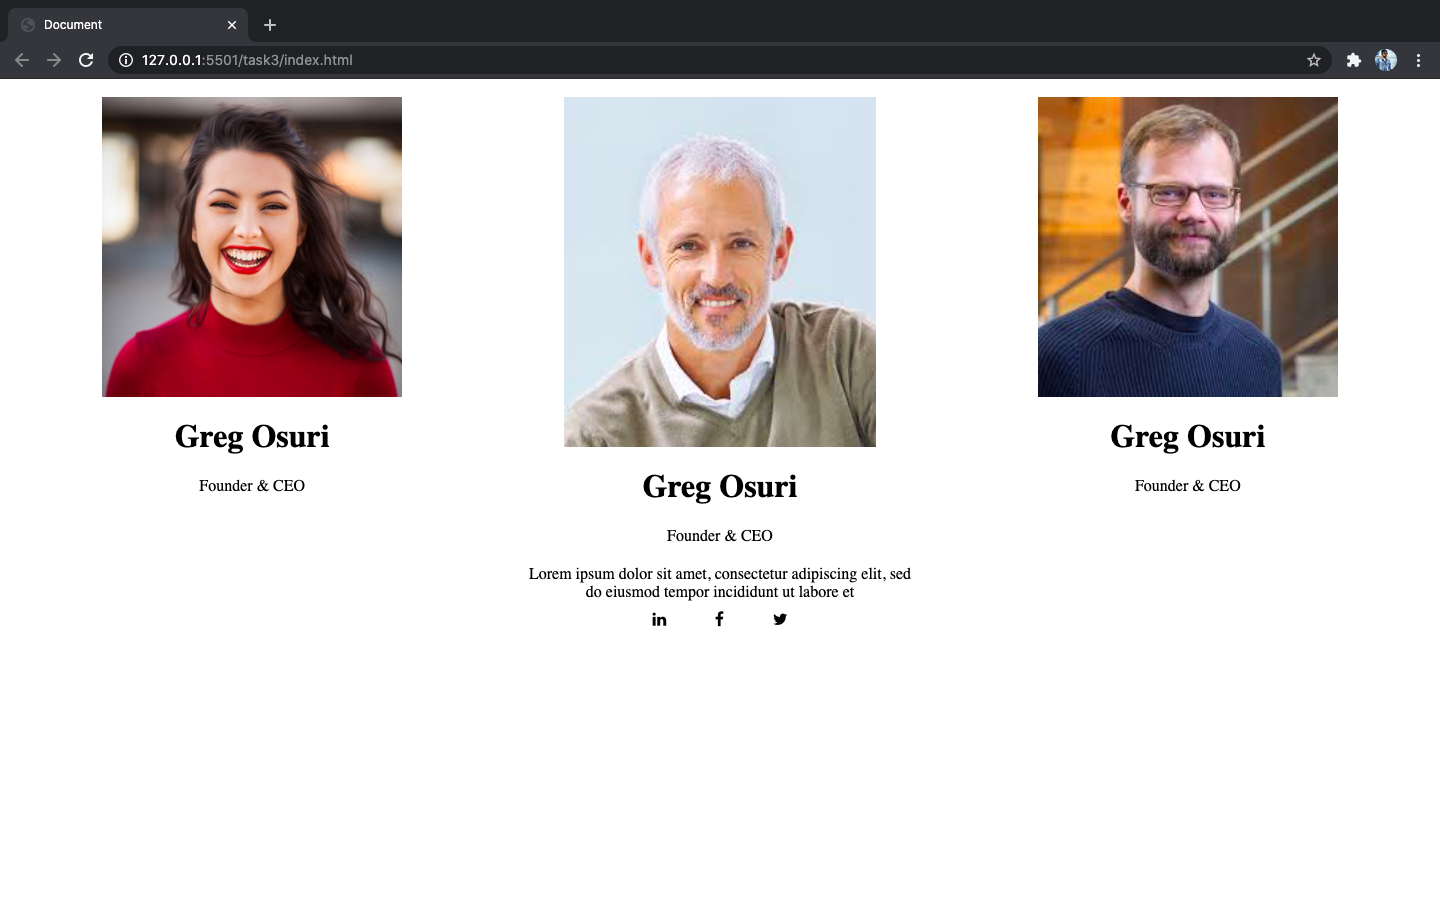 Document
127.0.0.1:5501/task3/index.html
Greg Osuri
Founder & CEO
Greg Osuri
Founder & CEO
Lorem ipsum dolor sit amet, consectetur adipiscing elit, sed
do eiusmod tempor incididunt ut labore et
Greg Osuri
Founder & CEO